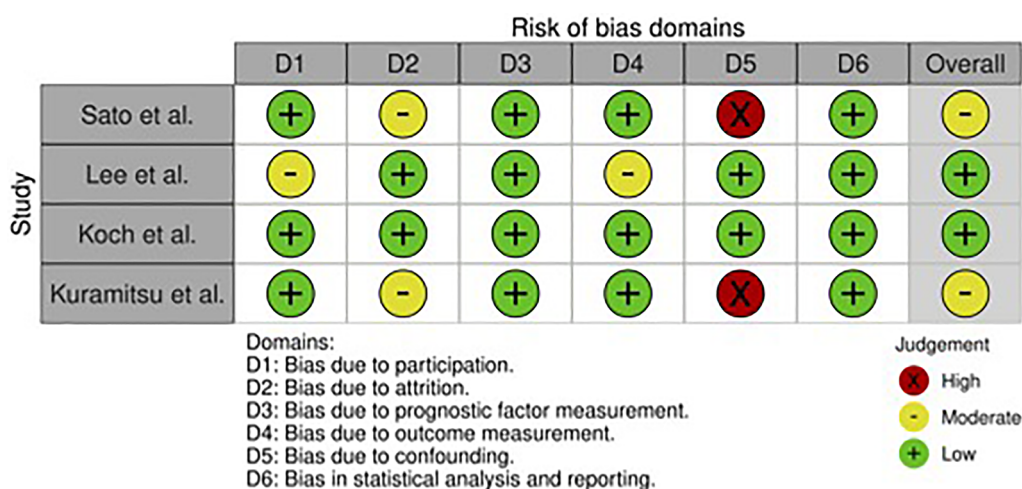 Risk of bias domains
D1 D2 D3 D4 D5 D6 Overall
Study
Sato et al. + - + + X + -
Lee et al. - + + - + + +
Koch et al. + + + + + + +
Kuramitsu et al. + - + + X + -
Domains:
D1: Bias due to participation.
D2: Bias due to attrition.
D3: Bias due to prognostic factor measurement.
D4: Bias due to outcome measurement.
D5: Bias due to confounding.
D6: Bias in statistical analysis and reporting.
Judgement
X High
- Moderate
+ Low